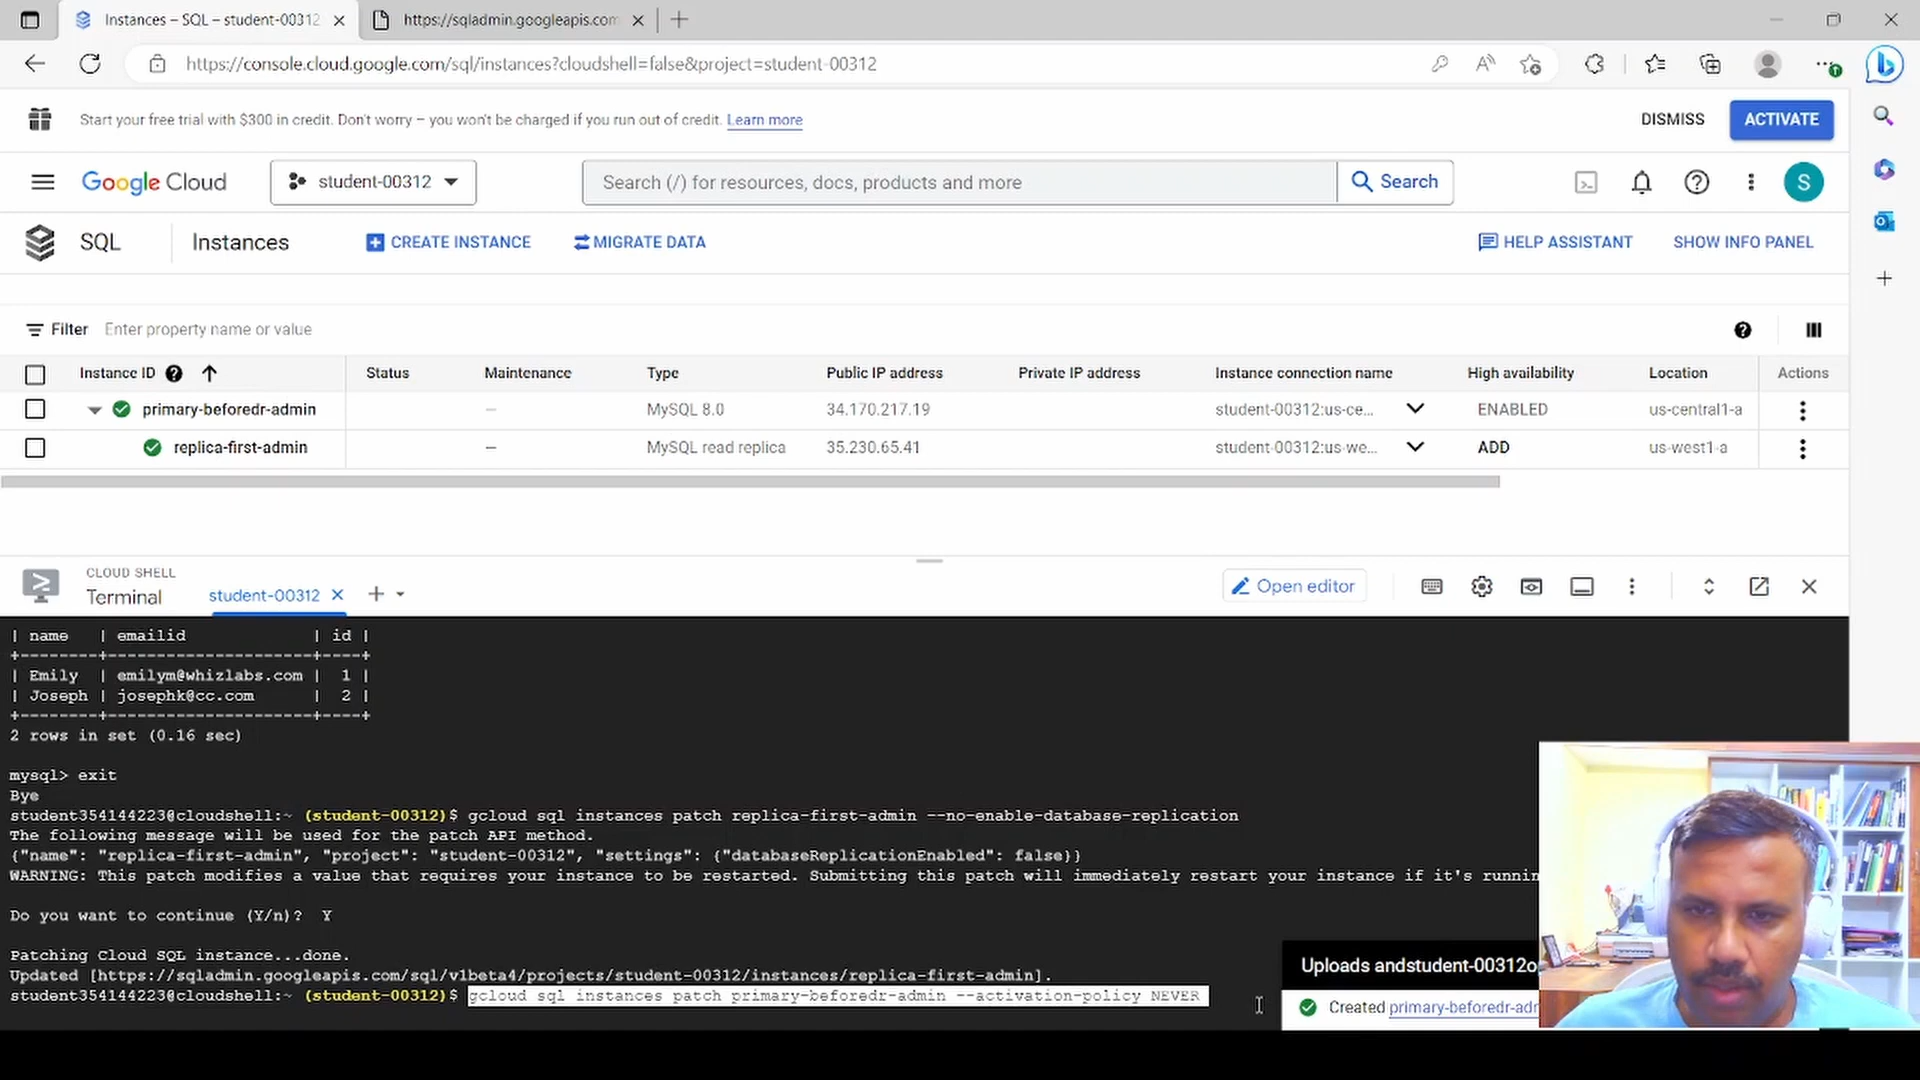 Instances – SQL – student-00312
https://sqladmin.googleapis.com
https://console.cloud.google.com/sql/instances?cloudshell=false&project=student-00312
Start your free trial with $300 in credit. Don't worry – you won't be charged if you run out of credit. Learn more
DISMISS
ACTIVATE
Google Cloud
student-00312
Search (/) for resources, docs, products and more
Search
S
SQL
Instances
CREATE INSTANCE
MIGRATE DATA
HELP ASSISTANT
SHOW INFO PANEL
Filter Enter property name or value
Instance ID Status Maintenance Type Public IP address Private IP address Instance connection name High availability Location Actions
primary-beforedr-admin – MySQL 8.0 34.170.217.19 student-00312:us-ce... ENABLED us-central1-a
replica-first-admin – MySQL read replica 35.230.65.41 student-00312:us-we... ADD us-west1-a
CLOUD SHELL
Terminal
student-00312
Open editor
| name   | emailid             | id |
+--------+---------------------+----+
| Emily  | emilym@whizlabs.com |  1 |
| Joseph | josephk@cc.com      |  2 |
+--------+---------------------+----+
2 rows in set (0.16 sec)
mysql> exit
Bye
student354144223@cloudshell:~ (student-00312)$ gcloud sql instances patch replica-first-admin --no-enable-database-replication
The following message will be used for the patch API method.
{"name": "replica-first-admin", "project": "student-00312", "settings": {"databaseReplicationEnabled": false}}
WARNING: This patch modifies a value that requires your instance to be restarted. Submitting this patch will immediately restart your instance if it's runnin
Do you want to continue (Y/n)?  Y
Patching Cloud SQL instance...done.
Updated [https://sqladmin.googleapis.com/sql/v1beta4/projects/student-00312/instances/replica-first-admin].
student354144223@cloudshell:~ (student-00312)$ gcloud sql instances patch primary-beforedr-admin --activation-policy NEVER
Uploads andstudent-00312o
Created primary-beforedr-adm